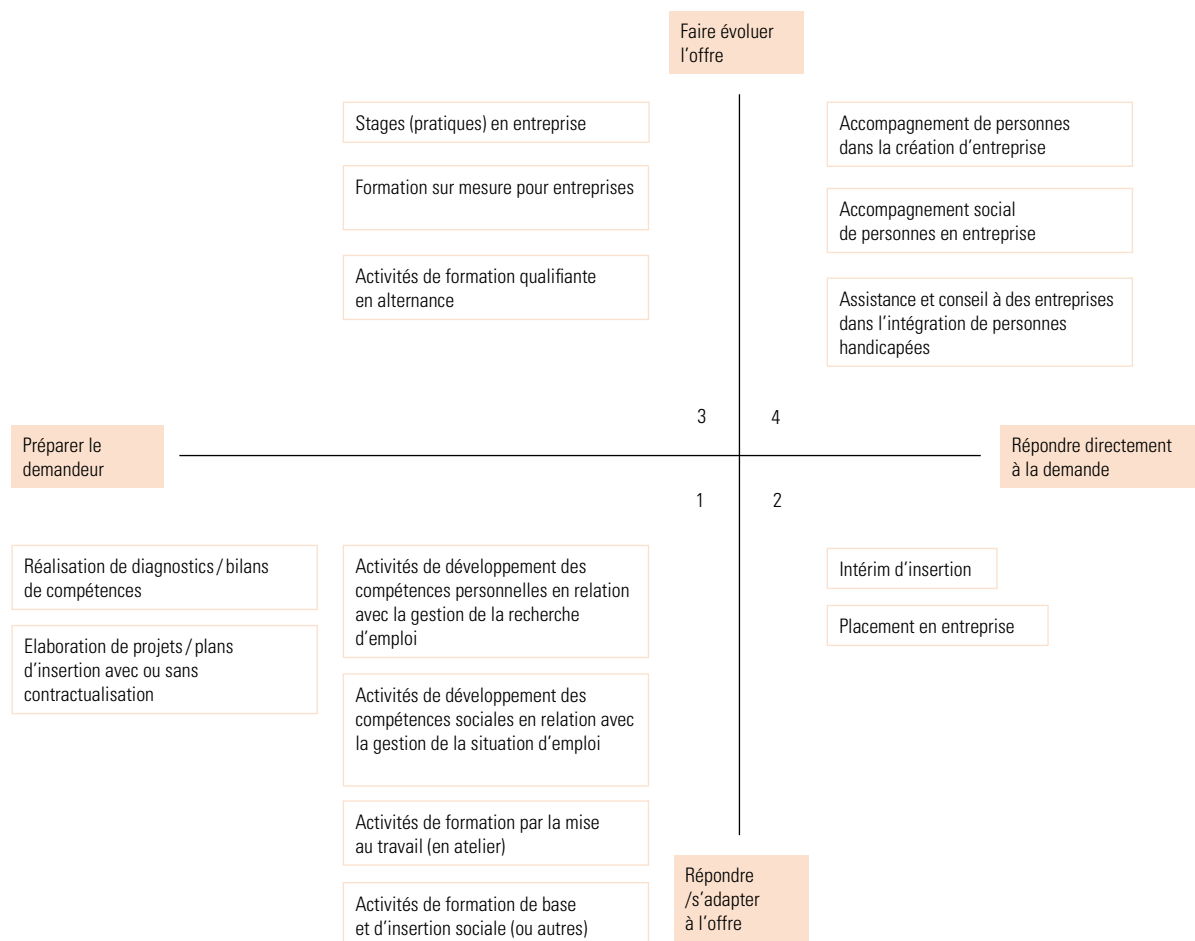 Faire évoluer
l'offre
Stages (pratiques) en entreprise
Formation sur mesure pour entreprises
Activités de formation qualifiante
en alternance
Accompagnement de personnes
dans la création d'entreprise
Accompagnement social
de personnes en entreprise
Assistance et conseil à des entreprises
dans l'intégration de personnes
handicapées
3
4
Préparer le
demandeur
Répondre directement
à la demande
1
2
Réalisation de diagnostics / bilans
de compétences
Elaboration de projets / plans
d'insertion avec ou sans
contractualisation
Activités de développement des
compétences personnelles en relation
avec la gestion de la recherche
d'emploi
Activités de développement des
compétences sociales en relation avec
la gestion de la situation d'emploi
Activités de formation par la mise
au travail (en atelier)
Activités de formation de base
et d'insertion sociale (ou autres)
Intérim d'insertion
Placement en entreprise
Répondre
/s'adapter
à l'offre